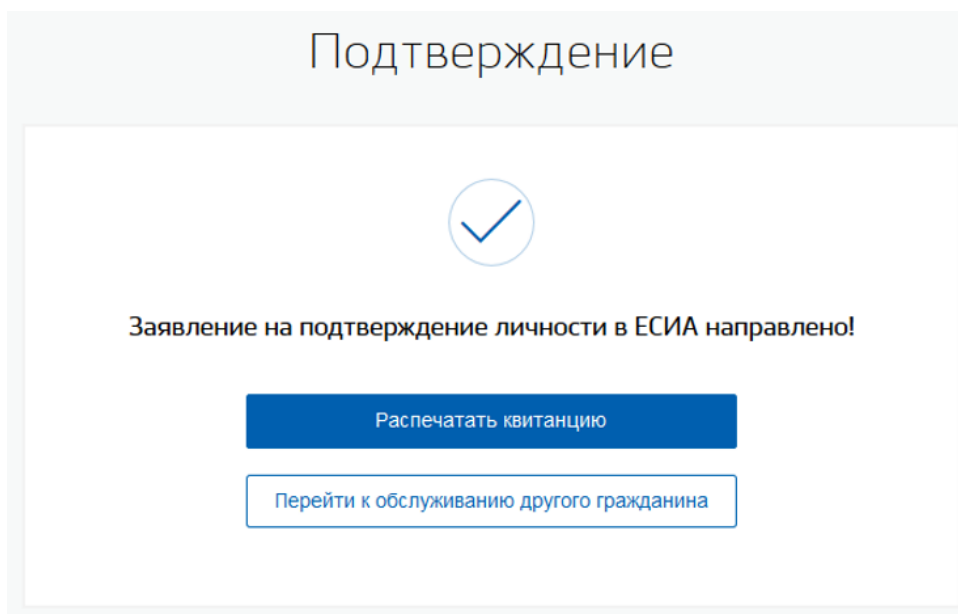 Подтверждение
Заявление на подтверждение личности в ЕСИА направлено!
Распечатать квитанцию
Перейти к обслуживанию другого гражданина